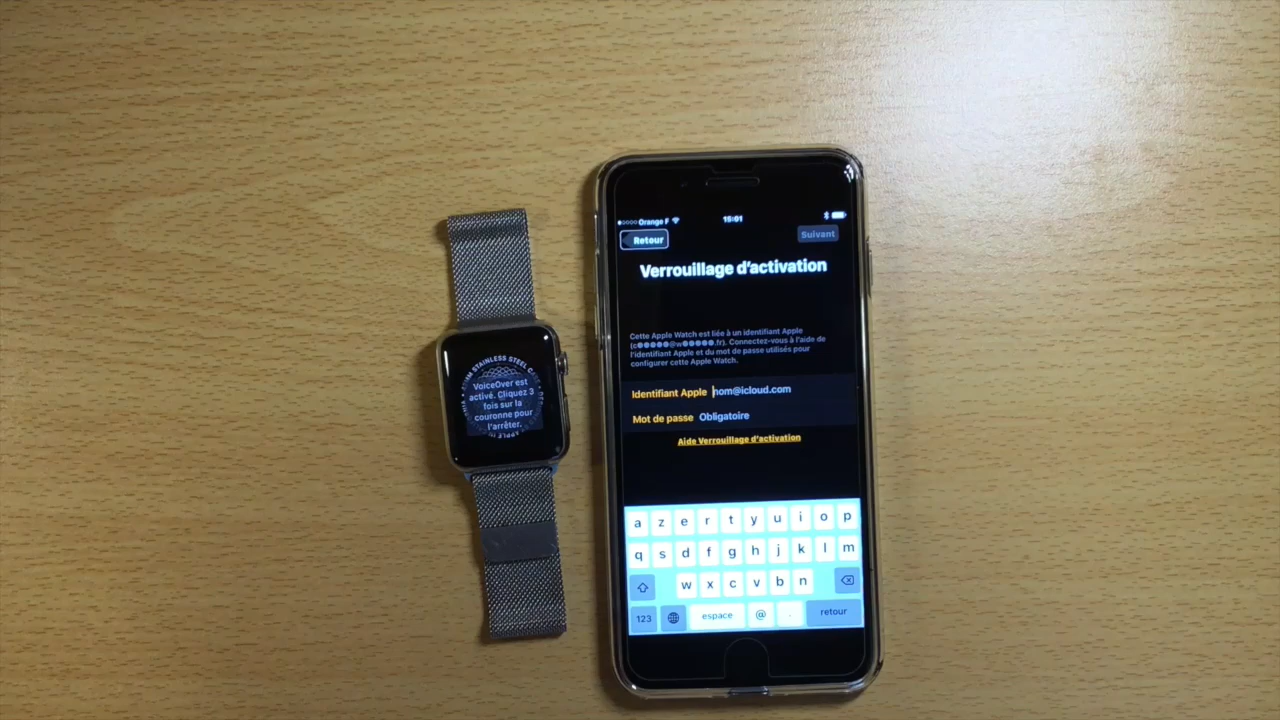 Orange F 15:01
Retour Suivant
Verrouillage d'activation
Cette Apple Watch est liée à un identifiant Apple
(c●●●●●@w●●●●●.fr). Connectez-vous à l'aide de
l'identifiant Apple et du mot de passe utilisés pour
configurer cette Apple Watch.
Identifiant Apple nom@icloud.com
Mot de passe Obligatoire
Aide Verrouillage d'activation
a z e r t y u i o p
q s d f g h j k l m
w x c v b n
123 espace @ . retour
STAINLESS STEEL
VoiceOver est
activé. Cliquez 3
fois sur la
couronne pour
l'arrêter.